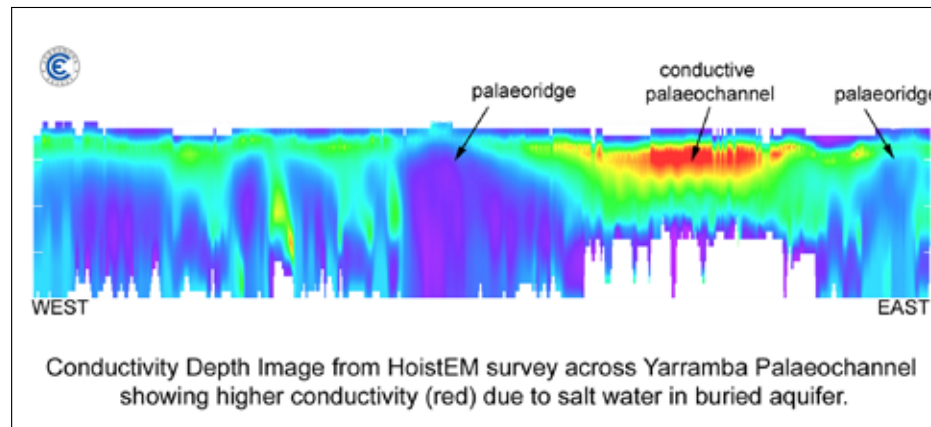 palaeoridge
conductive
palaeochannel
palaeoridge
WEST
EAST
Conductivity Depth Image from HoistEM survey across Yarramba Palaeochannel
showing higher conductivity (red) due to salt water in buried aquifer.